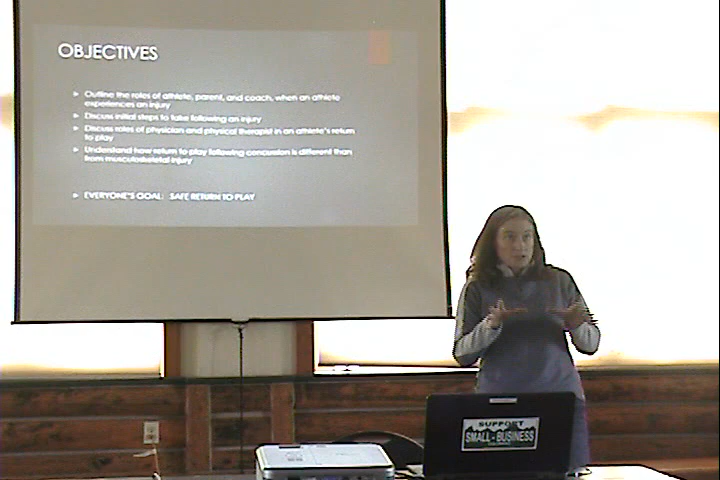 OBJECTIVES
Outline the roles of athlete, parent, and coach, when an athlete
experiences an injury
Discuss initial steps to take following an injury
Discuss roles of physician and physical therapist in an athlete's return
to play
Understand how return to play following concussion is different than
from musculoskeletal injury
EVERYONE'S GOAL: SAFE RETURN TO PLAY
SUPPORT
SMALL-BUSINESS